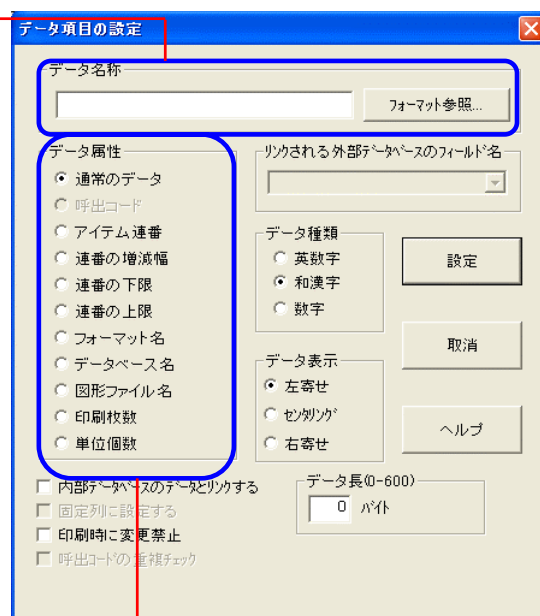 データ項目の設定
データ名称
フォーマット参照...
データ属性
通常のデータ
呼出コード
アイテム連番
連番の増減幅
連番の下限
連番の上限
フォーマット名
データベース名
図形ファイル名
印刷枚数
単位個数
リンクされる外部データベースのフィールド名
データ種類
英数字
和漢字
数字
データ表示
左寄せ
センタリング
右寄せ
設定
取消
ヘルプ
内部データベースのデータとリンクする
固定列に設定する
印刷時に変更禁止
呼出コードの重複チェック
データ長(0-600)
0 バイト